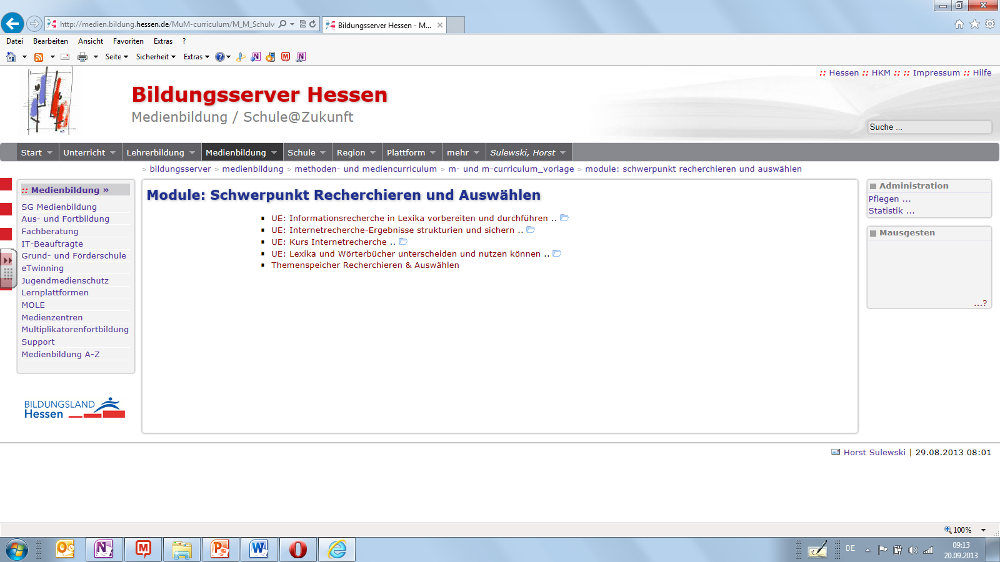 http://medien.bildung.hessen.de/MuM-curriculum/M_M_Schulv
Bildungsserver Hessen - M...
Datei Bearbeiten Ansicht Favoriten Extras ?
Seite Sicherheit Extras
:: Hessen :: HKM :: :: Impressum :: Hilfe
Bildungsserver Hessen
Medienbildung / Schule@Zukunft
Suche ...
Start Unterricht Lehrerbildung Medienbildung Schule Region Plattform mehr Sulewski, Horst
> bildungsserver > medienbildung > methoden- und mediencurriculum > m- und m-curriculum_vorlage > module: schwerpunkt recherchieren und auswählen
:: Medienbildung »
SG Medienbildung
Aus- und Fortbildung
Fachberatung
IT-Beauftragte
Grund- und Förderschule
eTwinning
Jugendmedienschutz
Lernplattformen
MOLE
Medienzentren
Multiplikatorenfortbildung
Support
Medienbildung A-Z
BILDUNGSLAND
Hessen
Module: Schwerpunkt Recherchieren und Auswählen
UE: Informationsrecherche in Lexika vorbereiten und durchführen ..
UE: Internetrecherche-Ergebnisse strukturien und sichern ..
UE: Kurs Internetrecherche ..
UE: Lexika und Wörterbücher unterscheiden und nutzen können ..
Themenspeicher Recherchieren & Auswählen
Administration
Pflegen ...
Statistik ...
Mausgesten
...?
Horst Sulewski | 29.08.2013 08:01
100%
DE
09:13
20.09.2013